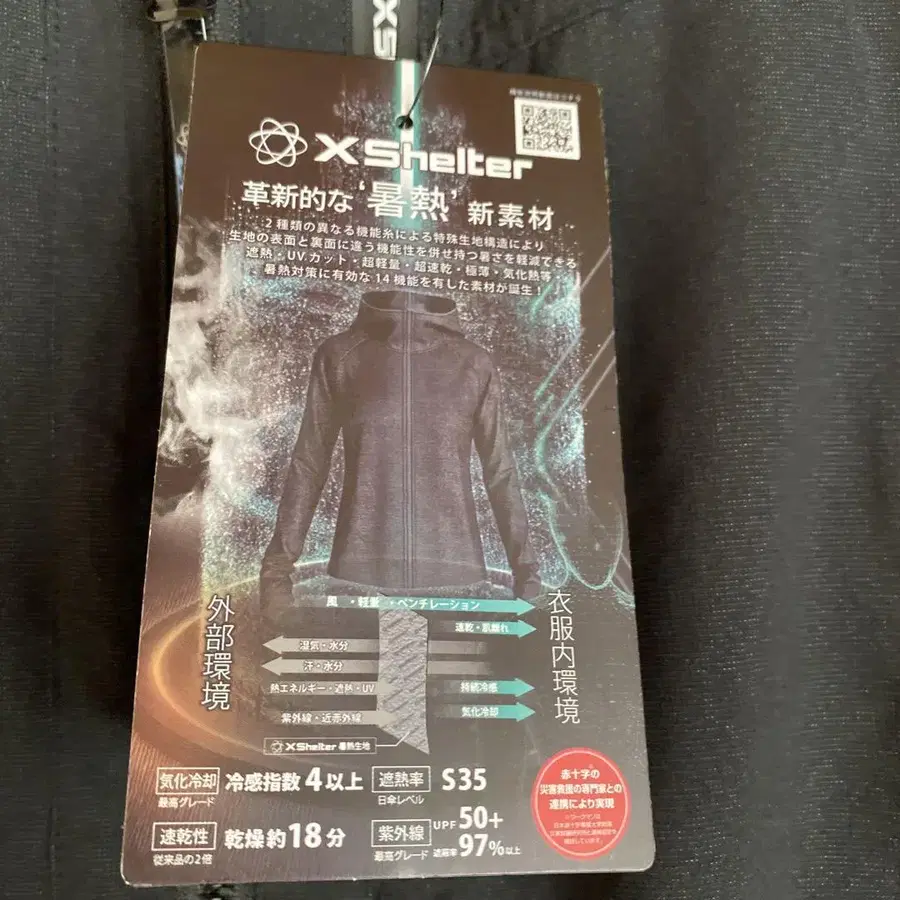 XS
XShelter
革新的な‘暑熱’新素材
2種類の異なる機能糸による特殊生地構造により
生地の表面と裏面に違う機能性を併せ持つ暑さを軽減できる
遮熱・UVカット・超軽量・超速乾・極薄・気化熱等
暑熱対策に有効な14機能を有した素材が誕生！
外部環境
衣服内環境
風・軽量・ベンチレーション
速乾・肌離れ
湿気・水分
汗・水分
熱エネルギー・遮熱・UV
持続冷感
気化冷却
紫外線・近赤外線
XShelter 暑熱生地
気化冷却 冷感指数4以上
最高グレード
遮熱率 S35
日傘レベル
速乾性 乾燥約18分
従来品の2倍
紫外線 UPF 50+
最高グレード 遮蔽率 97%以上
赤十字の
災害救護の専門家との
連携により実現